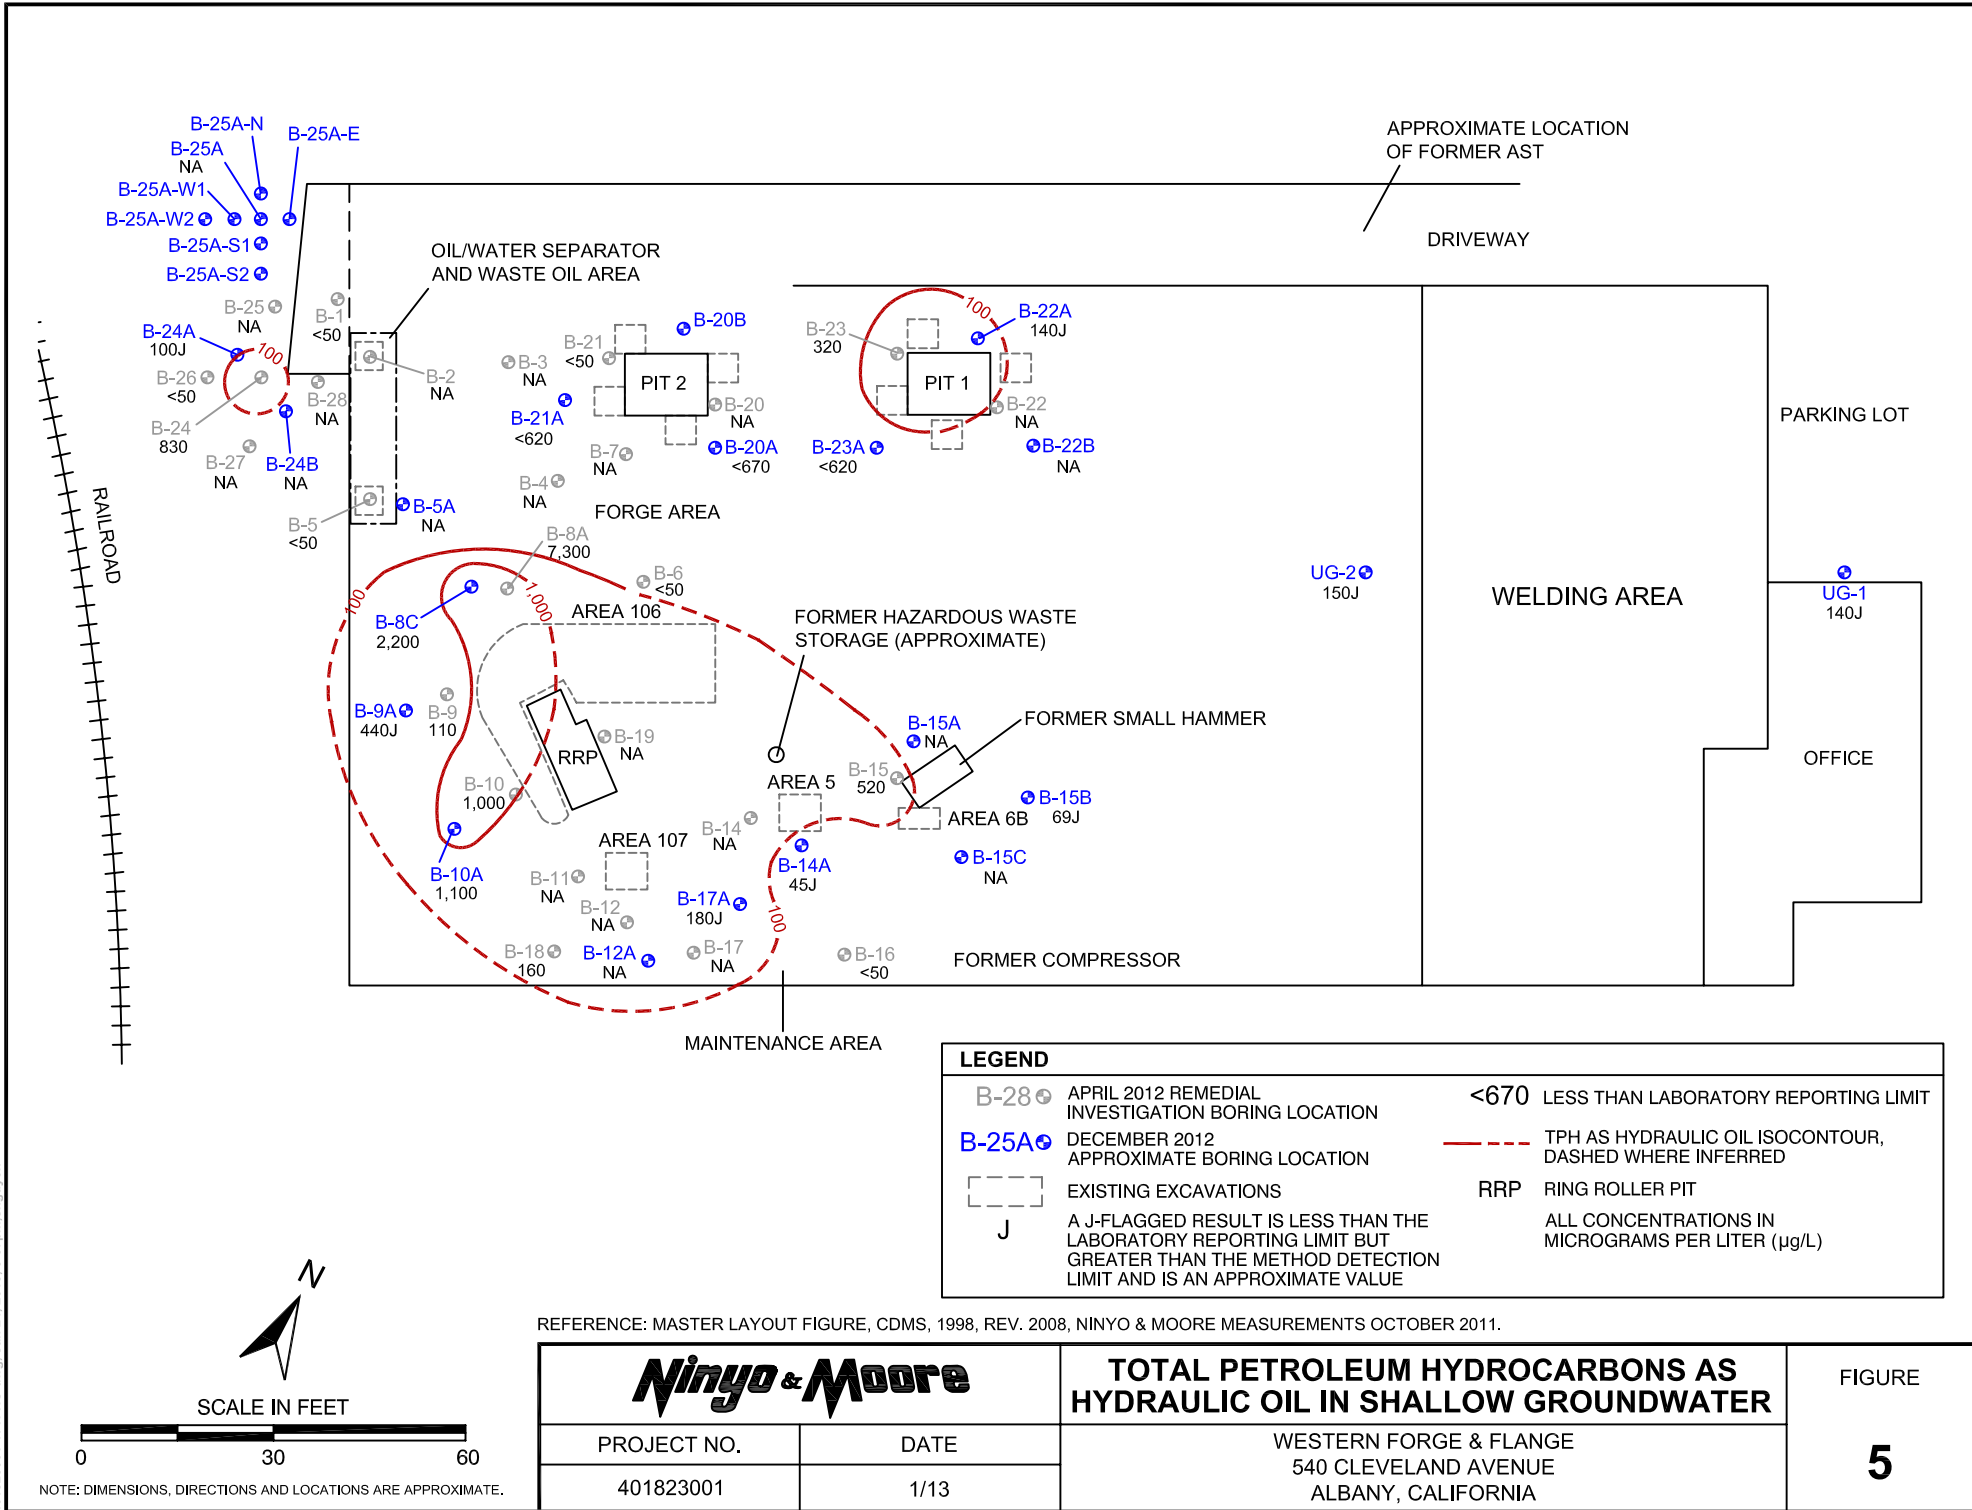 B-25A-N
B-25A-E
B-25A
NA
B-25A-W1
B-25A-W2
B-25A-S1
B-25A-S2
APPROXIMATE LOCATION
OF FORMER AST
DRIVEWAY
OIL/WATER SEPARATOR
AND WASTE OIL AREA
B-25
NA
B-1
<50
B-24A
100J
100
B-26
<50
B-24
830
B-28
NA
B-27
NA
B-24B
NA
B-2
NA
B-3
NA
B-21
<50
B-20B
PIT 2
B-21A
<620
B-20
NA
B-20A
<670
B-7
NA
B-4
NA
B-23
320
100
B-22A
140J
PIT 1
B-22
NA
B-23A
<620
B-22B
NA
PARKING LOT
RAILROAD
B-5
<50
B-5A
NA
FORGE AREA
B-8A
7,300
B-6
<50
100
1,000
AREA 106
B-8C
2,200
FORMER HAZARDOUS WASTE
STORAGE (APPROXIMATE)
UG-2
150J
WELDING AREA
UG-1
140J
B-9A
440J
B-9
110
B-19
NA
RRP
B-15A
NA
FORMER SMALL HAMMER
OFFICE
B-10
1,000
AREA 5
B-15
520
B-15B
69J
AREA 6B
B-14
NA
AREA 107
B-10A
1,100
B-14A
45J
B-15C
NA
B-11
NA
B-12
NA
B-17A
180J
100
B-18
160
B-12A
NA
B-17
NA
B-16
<50
FORMER COMPRESSOR
MAINTENANCE AREA
LEGEND
B-28 APRIL 2012 REMEDIAL
INVESTIGATION BORING LOCATION
B-25A DECEMBER 2012
APPROXIMATE BORING LOCATION
EXISTING EXCAVATIONS
J A J-FLAGGED RESULT IS LESS THAN THE
LABORATORY REPORTING LIMIT BUT
GREATER THAN THE METHOD DETECTION
LIMIT AND IS AN APPROXIMATE VALUE
<670 LESS THAN LABORATORY REPORTING LIMIT
TPH AS HYDRAULIC OIL ISOCONTOUR,
DASHED WHERE INFERRED
RRP RING ROLLER PIT
ALL CONCENTRATIONS IN
MICROGRAMS PER LITER (µg/L)
N
SCALE IN FEET
0 30 60
NOTE: DIMENSIONS, DIRECTIONS AND LOCATIONS ARE APPROXIMATE.
REFERENCE: MASTER LAYOUT FIGURE, CDMS, 1998, REV. 2008, NINYO & MOORE MEASUREMENTS OCTOBER 2011.
Ninyo & Moore
PROJECT NO. DATE
401823001 1/13
TOTAL PETROLEUM HYDROCARBONS AS
HYDRAULIC OIL IN SHALLOW GROUNDWATER
WESTERN FORGE & FLANGE
540 CLEVELAND AVENUE
ALBANY, CALIFORNIA
FIGURE
5